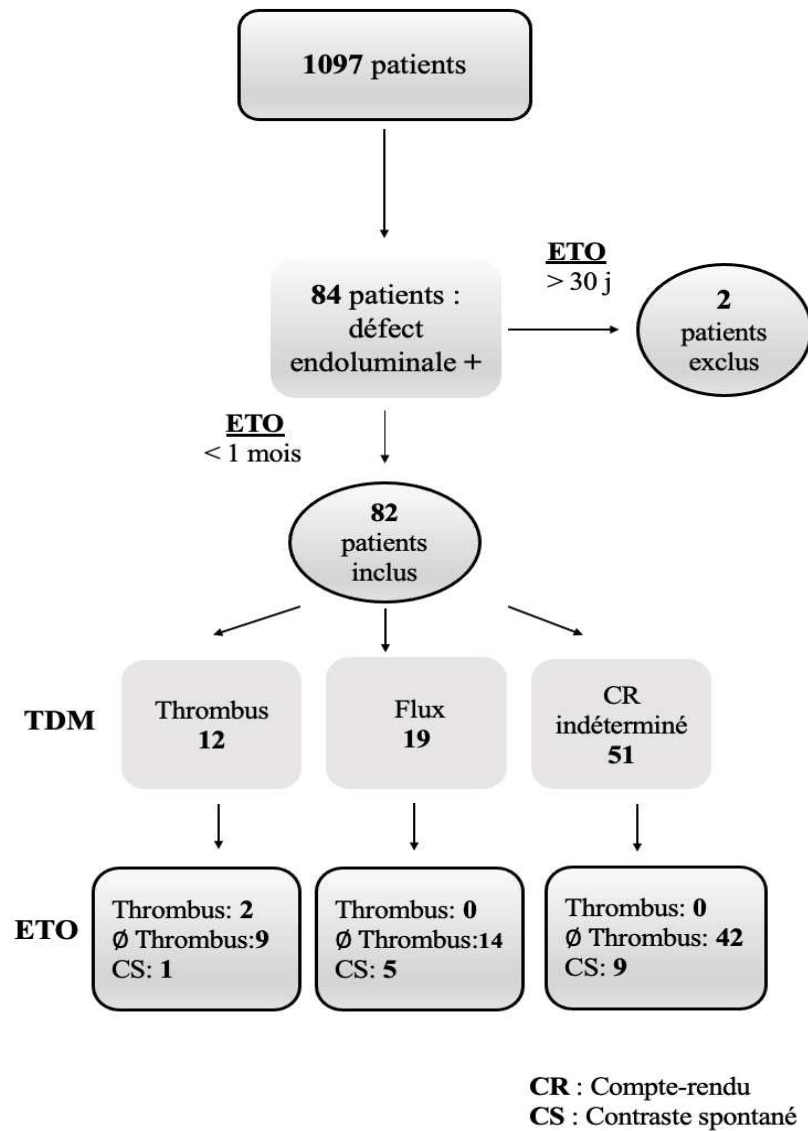 1097 patients
ETO
> 30 j
84 patients :
défect
endoluminale +
2
patients
exclus
ETO
< 1 mois
82
patients
inclus
TDM
Thrombus
12
Flux
19
CR
indéterminé
51
ETO
Thrombus: 2
Ø Thrombus:9
CS: 1
Thrombus: 0
Ø Thrombus:14
CS: 5
Thrombus: 0
Ø Thrombus: 42
CS: 9
CR : Compte-rendu
CS : Contraste spontané